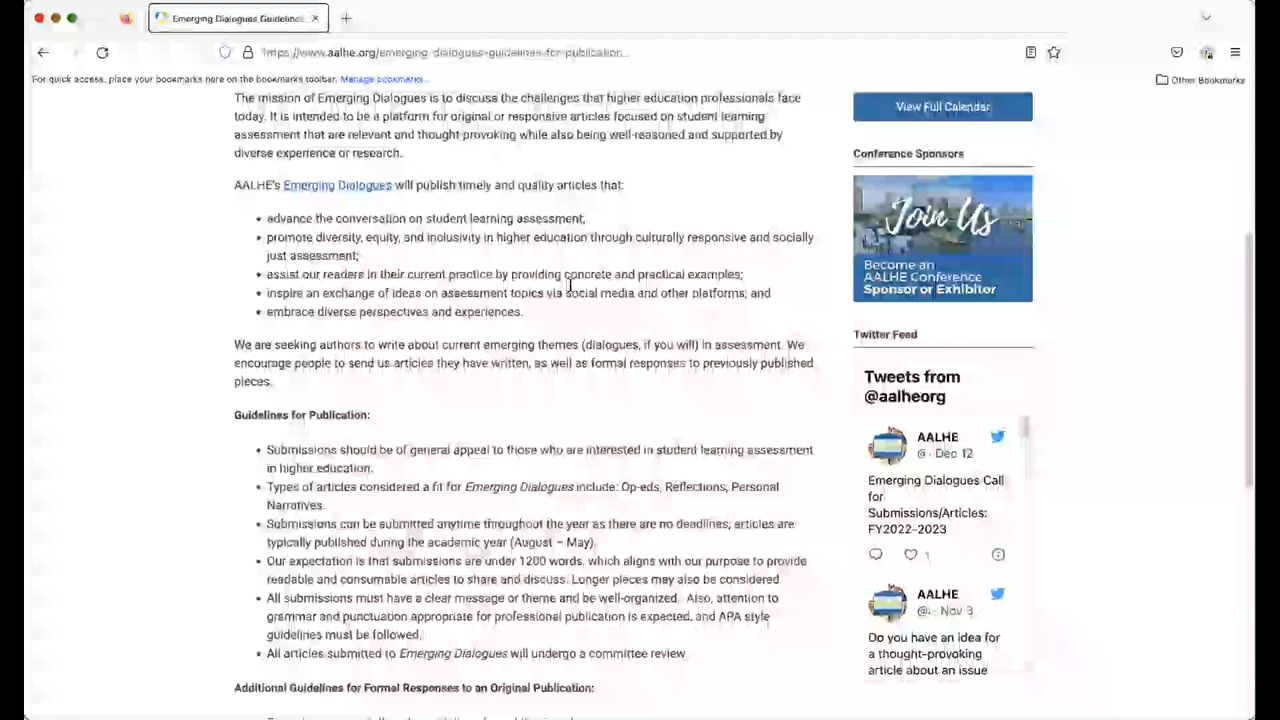 Emerging Dialogues Guidelines
https://www.aalhe.org/emerging-dialogues-guidelines-for-publication...
For quick access, place your bookmarks here on the bookmarks toolbar. Manage bookmarks...
Other Bookmarks
The mission of Emerging Dialogues is to discuss the challenges that higher education professionals face
today. It is intended to be a platform for original or responsive articles focused on student learning
assessment that are relevant and thought-provoking while also being well-reasoned and supported by
diverse experience or research.
AALHE's Emerging Dialogues will publish timely and quality articles that:
• advance the conversation on student learning assessment;
• promote diversity, equity, and inclusivity in higher education through culturally responsive and socially
just assessment;
• assist our readers in their current practice by providing concrete and practical examples;
• inspire an exchange of ideas on assessment topics via social media and other platforms; and
• embrace diverse perspectives and experiences.
We are seeking authors to write about current emerging themes (dialogues, if you will) in assessment. We
encourage people to send us articles they have written, as well as formal responses to previously published
pieces.
Guidelines for Publication:
• Submissions should be of general appeal to those who are interested in student learning assessment
in higher education.
• Types of articles considered a fit for Emerging Dialogues include: Op-eds, Reflections, Personal
Narratives.
• Submissions can be submitted anytime throughout the year as there are no deadlines; articles are
typically published during the academic year (August – May).
• Our expectation is that submissions are under 1200 words, which aligns with our purpose to provide
readable and consumable articles to share and discuss. Longer pieces may also be considered.
• All submissions must have a clear message or theme and be well-organized. Also, attention to
grammar and punctuation appropriate for professional publication is expected, and APA style
guidelines must be followed.
• All articles submitted to Emerging Dialogues will undergo a committee review.
Additional Guidelines for Formal Responses to an Original Publication:
View Full Calendar
Conference Sponsors
Join Us
Become an
AALHE Conference
Sponsor or Exhibitor
Twitter Feed
Tweets from
@aalheorg
AALHE
@ · Dec 12
Emerging Dialogues Call
for
Submissions/Articles:
FY2022-2023
1
AALHE
@ · Nov 3
Do you have an idea for
a thought-provoking
article about an issue